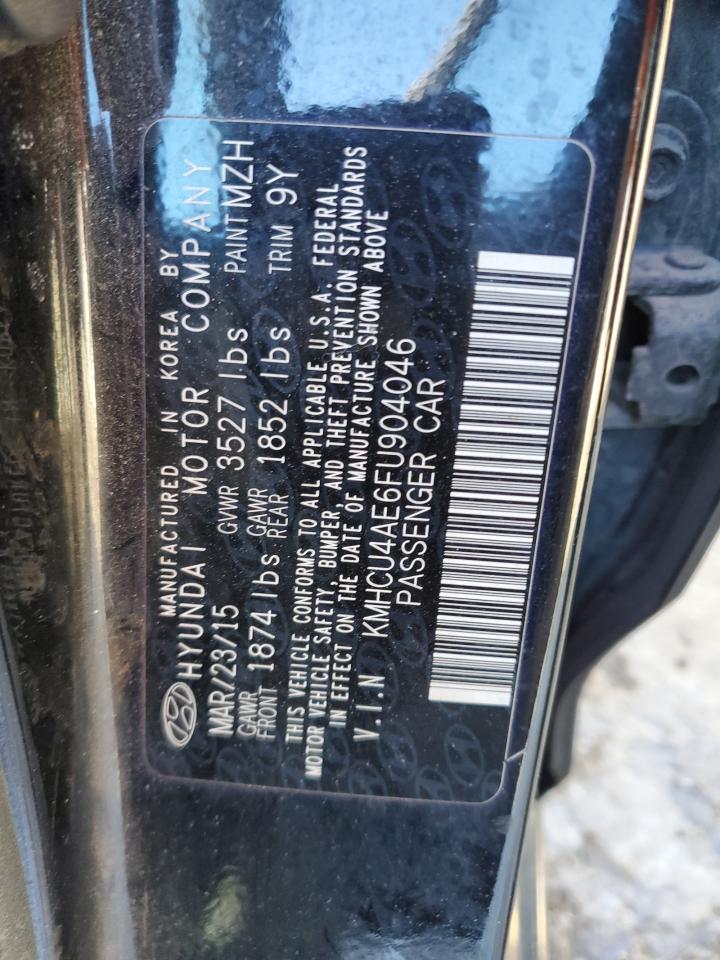 MANUFACTURED IN KOREA BY
HYUNDAI MOTOR COMPANY
MAR/23/15 GVWR 3527 lbs PAINT MZH
GAWR FRONT 1874 lbs GAWR REAR 1852 lbs TRIM 9Y
THIS VEHICLE CONFORMS TO ALL APPLICABLE U.S.A. FEDERAL
MOTOR VEHICLE SAFETY, BUMPER, AND THEFT PREVENTION STANDARDS
IN EFFECT ON THE DATE OF MANUFACTURE SHOWN ABOVE
V.I.N KMHCU4AE6FU904046
PASSENGER CAR